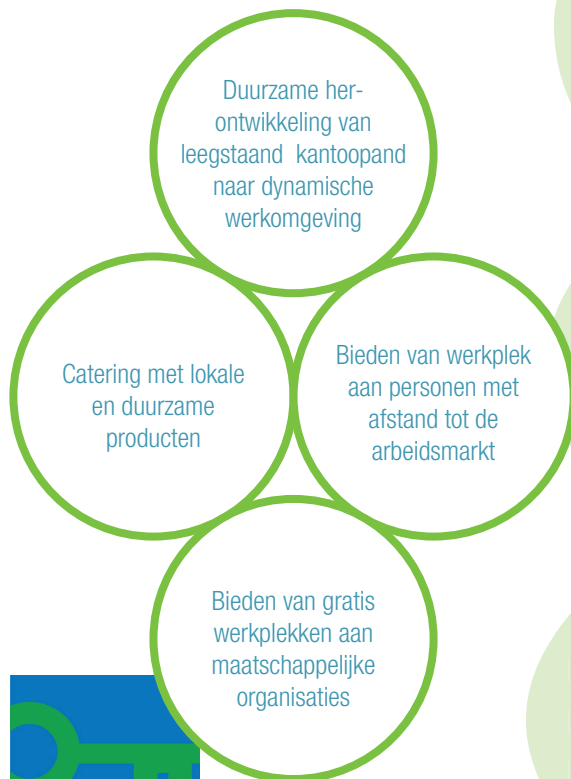 Duurzame her-
ontwikkeling van
leegstaand kantoopand
naar dynamische
werkomgeving
Catering met lokale
en duurzame
producten
Bieden van werkplek
aan personen met
afstand tot de
arbeidsmarkt
Bieden van gratis
werkplekken aan
maatschappelijke
organisaties